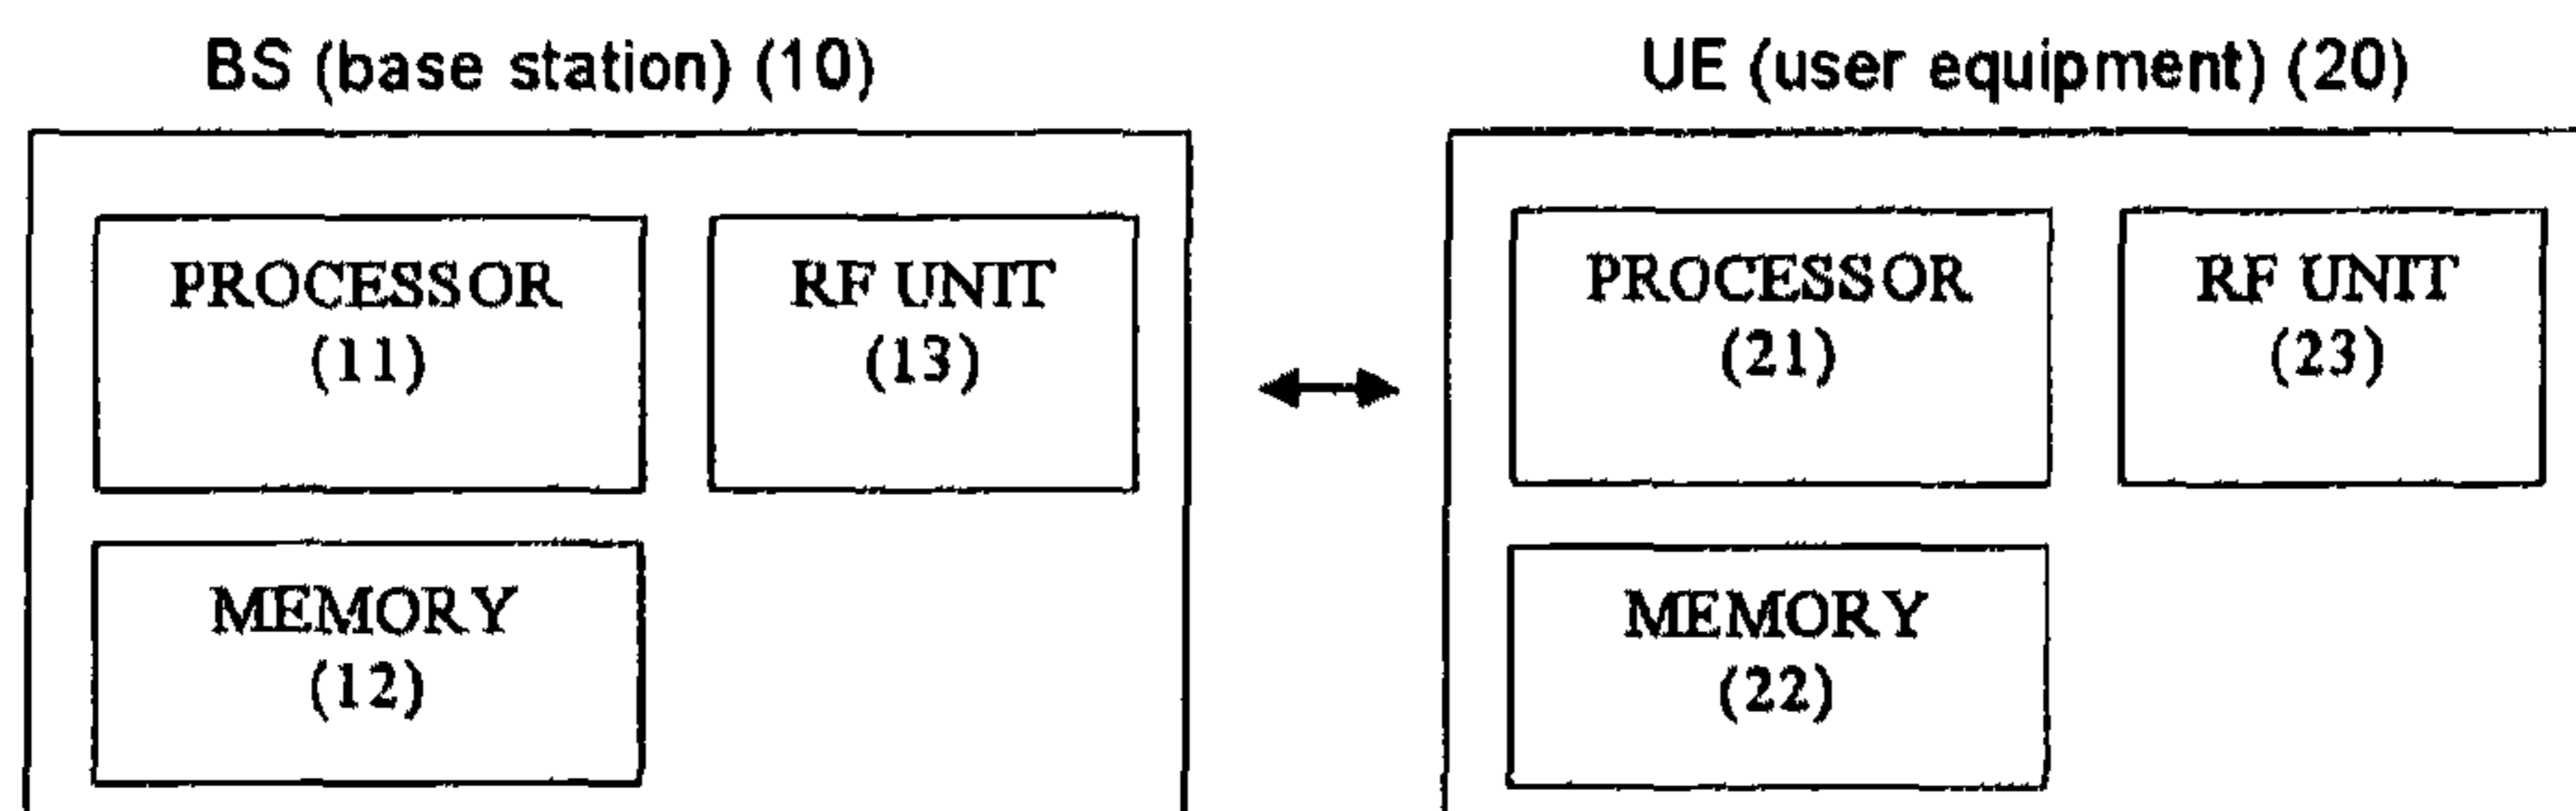 BS (base station) (10)
UE (user equipment) (20)
PROCESSOR
(11)
RF UNIT
(13)
MEMORY
(12)
PROCESSOR
(21)
RF UNIT
(23)
MEMORY
(22)